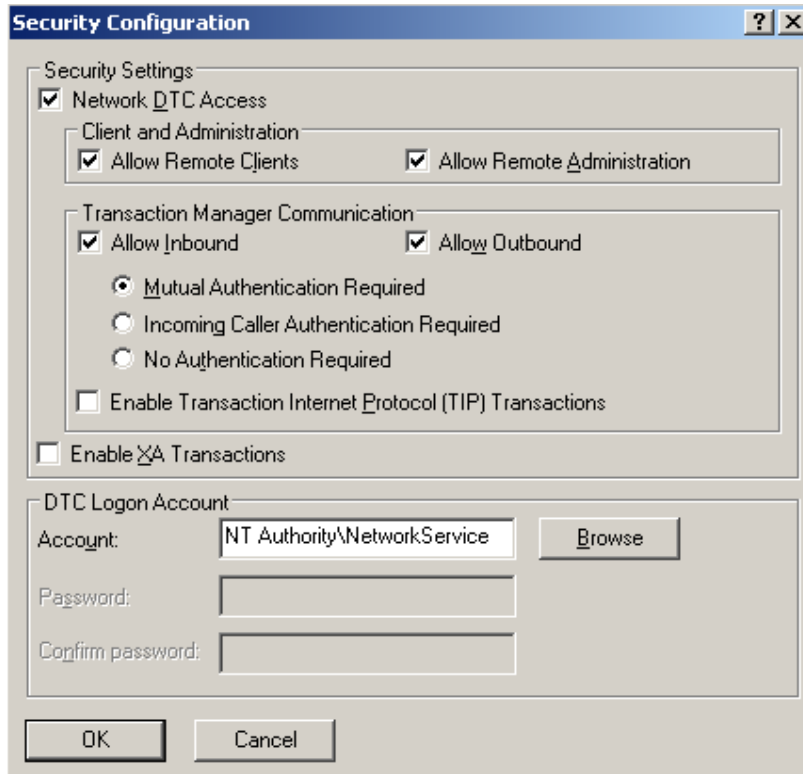 Security Configuration
Security Settings
Network DTC Access
Client and Administration
Allow Remote Clients Allow Remote Administration
Transaction Manager Communication
Allow Inbound Allow Outbound
Mutual Authentication Required
Incoming Caller Authentication Required
No Authentication Required
Enable Transaction Internet Protocol (TIP) Transactions
Enable XA Transactions
DTC Logon Account
Account: NT Authority\NetworkService Browse
Password:
Confirm password:
OK Cancel